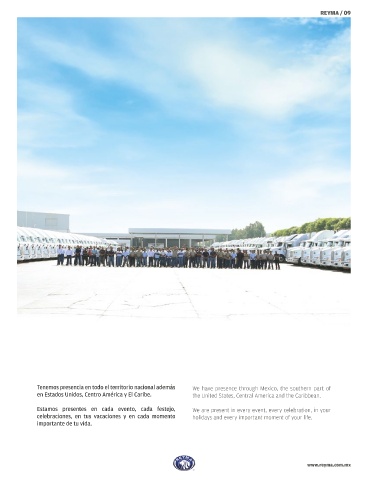 REYMA / 09
Tenemos presencia en todo el territorio nacional además
en Estados Unidos, Centro América y El Caribe.
Estamos presentes en cada evento, cada festejo,
celebraciones, en tus vacaciones y en cada momento
importante de tu vida.
We have presence through Mexico, the southern part of
the United States, Central America and the Caribbean.
We are present in every event, every celebration, in your
holidays and every important moment of your life.
REYMA
www.reyma.com.mx